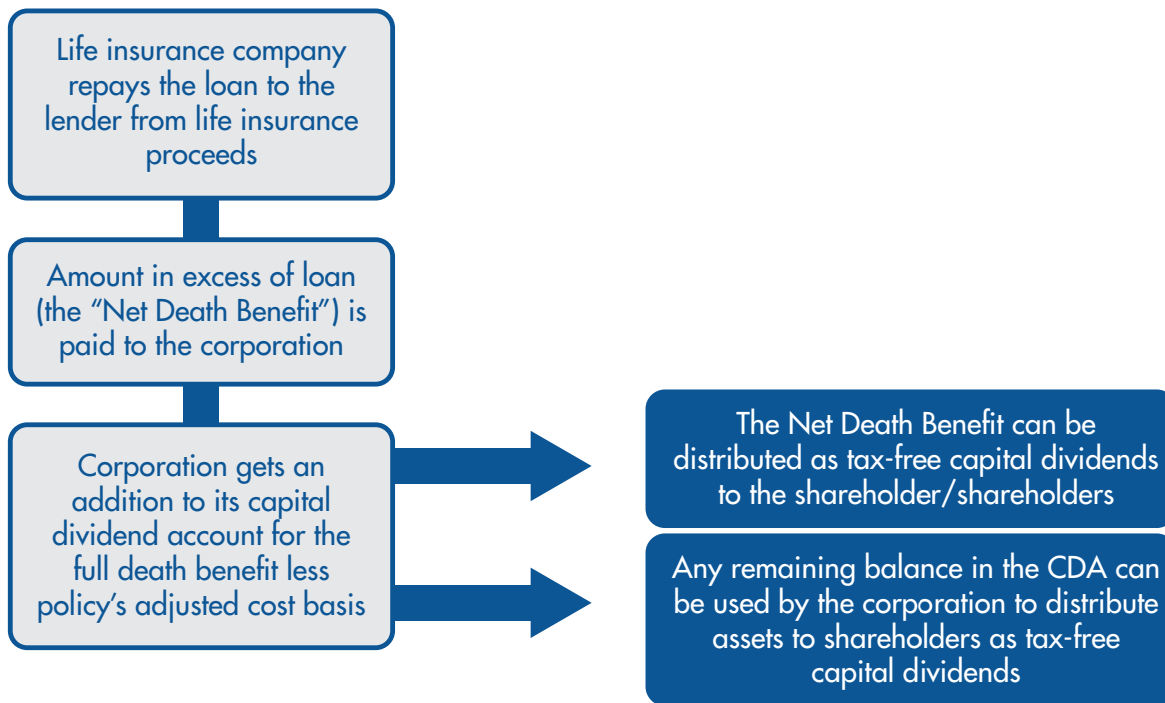 Life insurance company
repays the loan to the
lender from life insurance
proceeds
Amount in excess of loan
(the “Net Death Benefit”) is
paid to the corporation
Corporation gets an
addition to its capital
dividend account for the
full death benefit less
policy’s adjusted cost basis
The Net Death Benefit can be
distributed as tax-free capital dividends
to the shareholder/shareholders
Any remaining balance in the CDA can
be used by the corporation to distribute
assets to shareholders as tax-free
capital dividends